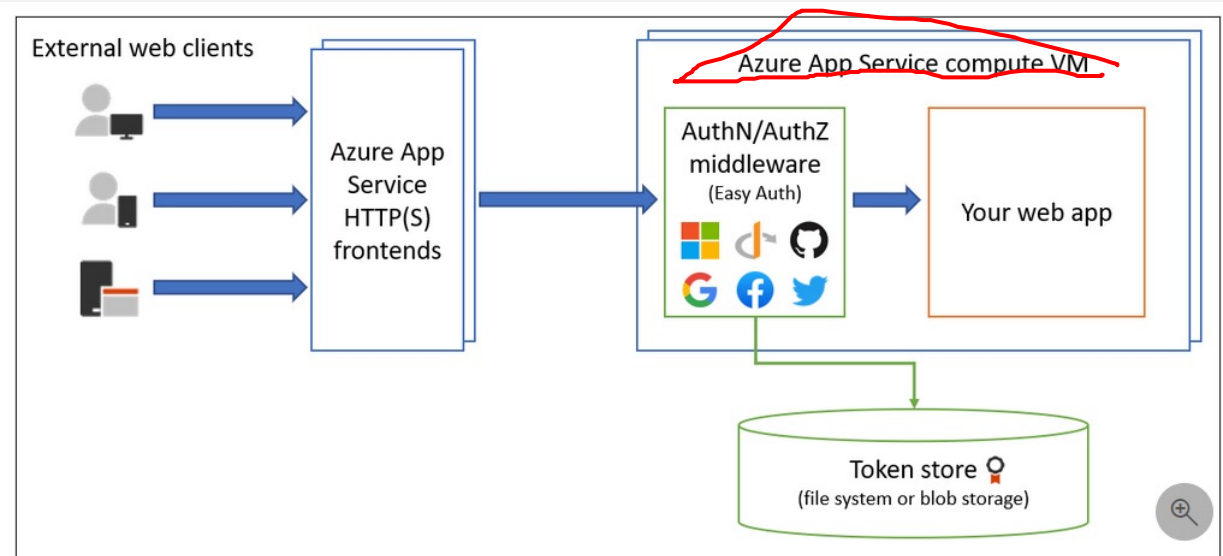 External web clients
Azure App
Service
HTTP(S)
frontends
Azure App Service compute VM
AuthN/AuthZ
middleware
(Easy Auth)
Your web app
Token store
(file system or blob storage)